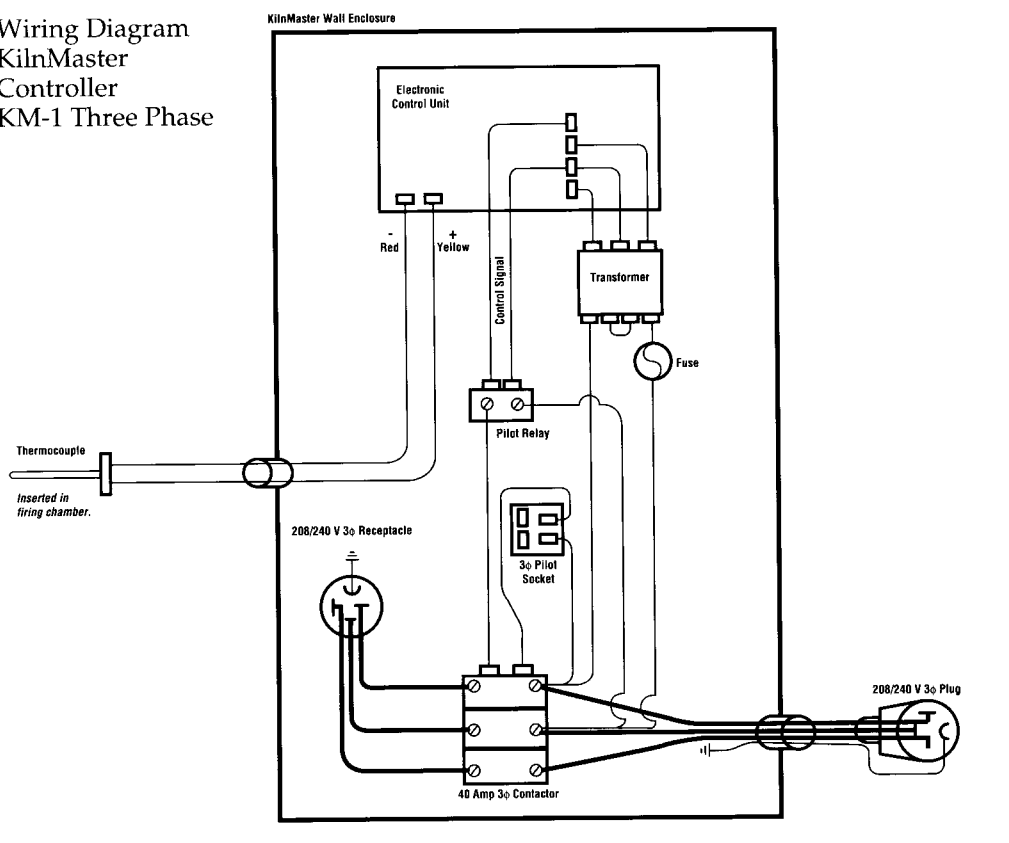 Wiring Diagram
KilnMaster
Controller
KM-1 Three Phase
KilnMaster Wall Enclosure
Electronic
Control Unit
- +
Red Yellow
Control Signal
Transformer
Fuse
Pilot Relay
Thermocouple
Inserted in
firing chamber.
208/240 V 3ϕ Receptacle
3ϕ Pilot
Socket
208/240 V 3ϕ Plug
40 Amp 3ϕ Contactor